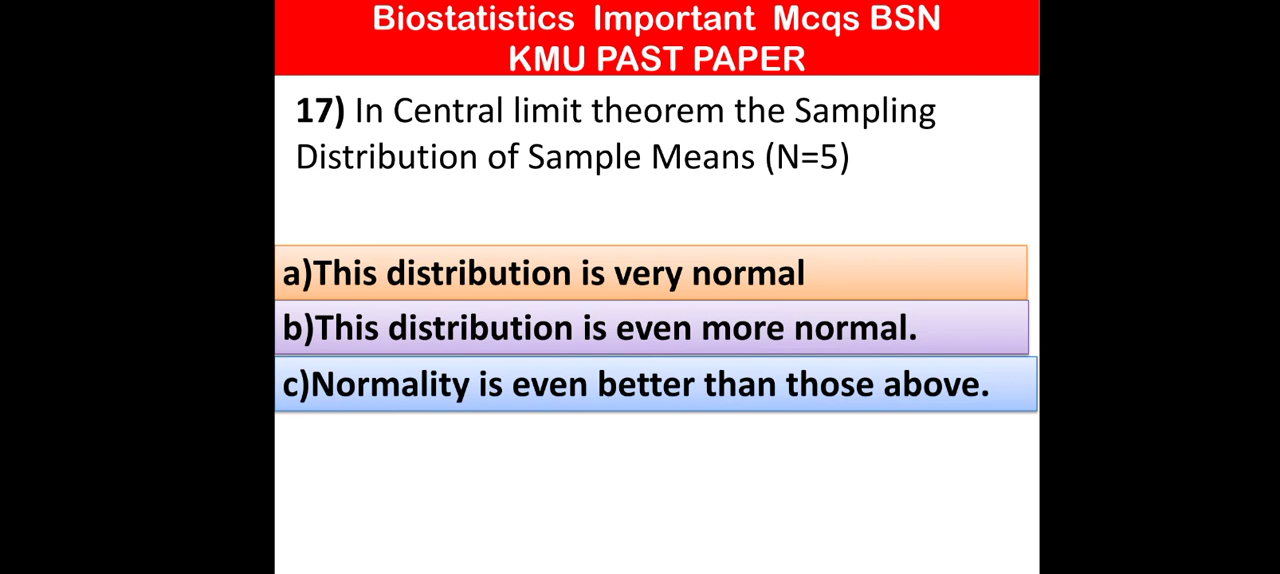 Biostatistics Important Mcqs BSN
KMU PAST PAPER
17) In Central limit theorem the Sampling
Distribution of Sample Means (N=5)
a)This distribution is very normal
b)This distribution is even more normal.
c)Normality is even better than those above.